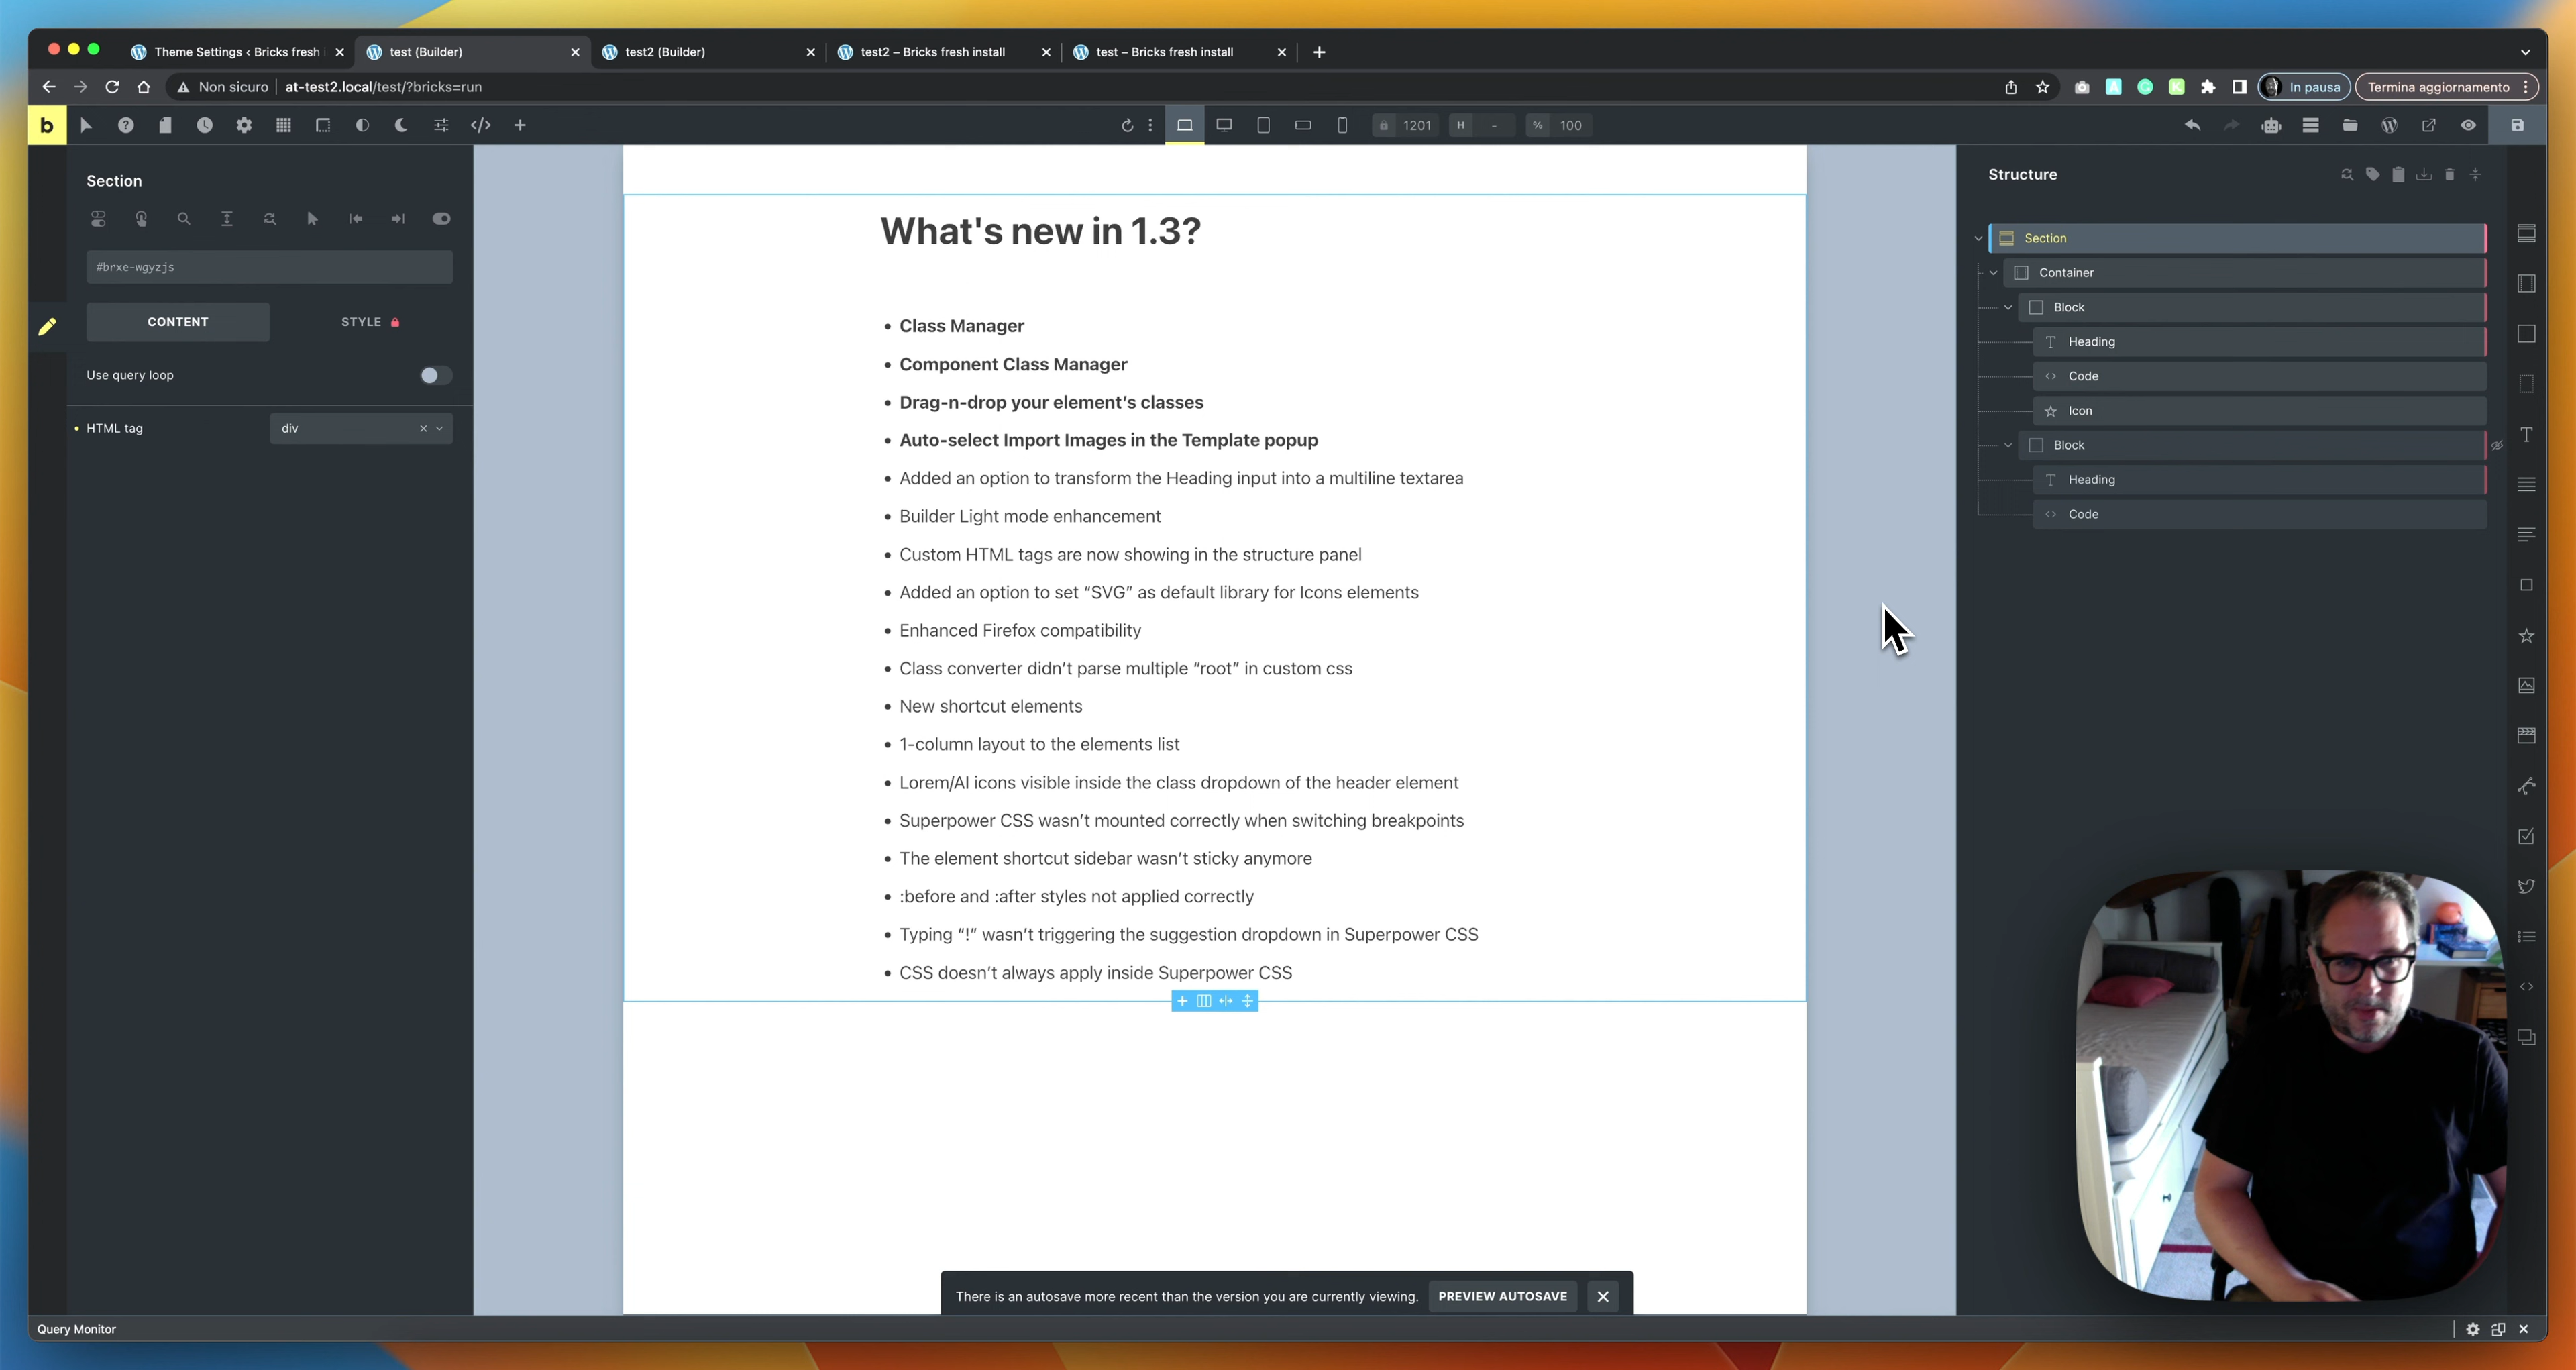 Theme Settings ‹ Bricks fresh
test (Builder)
test2 (Builder)
test2 – Bricks fresh install
test – Bricks fresh install
Non sicuro
at-test2.local/test/?bricks=run
In pausa
Termina aggiornamento
b
1201
H
-
%
100
Section
#brxe-wgyzjs
CONTENT
STYLE
Use query loop
HTML tag
div
What's new in 1.3?
• Class Manager
• Component Class Manager
• Drag-n-drop your element’s classes
• Auto-select Import Images in the Template popup
• Added an option to transform the Heading input into a multiline textarea
• Builder Light mode enhancement
• Custom HTML tags are now showing in the structure panel
• Added an option to set “SVG” as default library for Icons elements
• Enhanced Firefox compatibility
• Class converter didn’t parse multiple “root” in custom css
• New shortcut elements
• 1-column layout to the elements list
• Lorem/AI icons visible inside the class dropdown of the header element
• Superpower CSS wasn’t mounted correctly when switching breakpoints
• The element shortcut sidebar wasn’t sticky anymore
• :before and :after styles not applied correctly
• Typing “!” wasn’t triggering the suggestion dropdown in Superpower CSS
• CSS doesn’t always apply inside Superpower CSS
There is an autosave more recent than the version you are currently viewing.
PREVIEW AUTOSAVE
Structure
Section
Container
Block
Heading
Code
Icon
Block
Heading
Code
Query Monitor